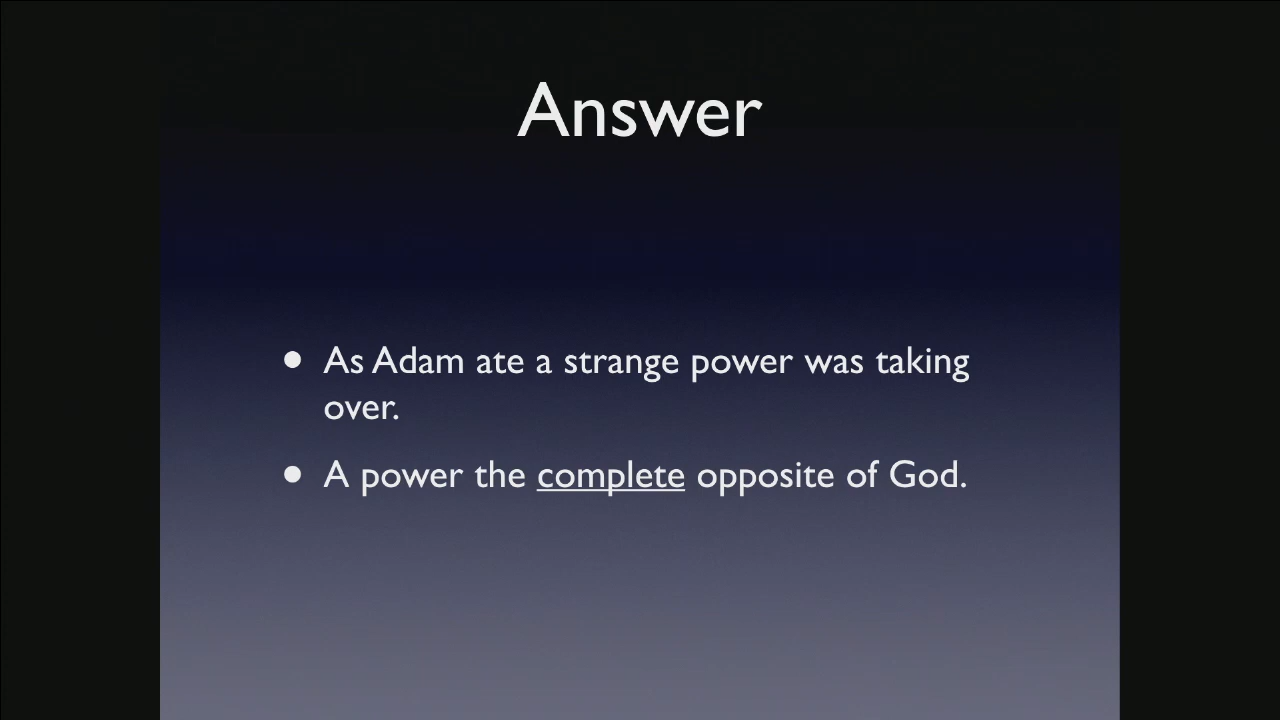 Answer
• As Adam ate a strange power was taking
over.
• A power the complete opposite of God.